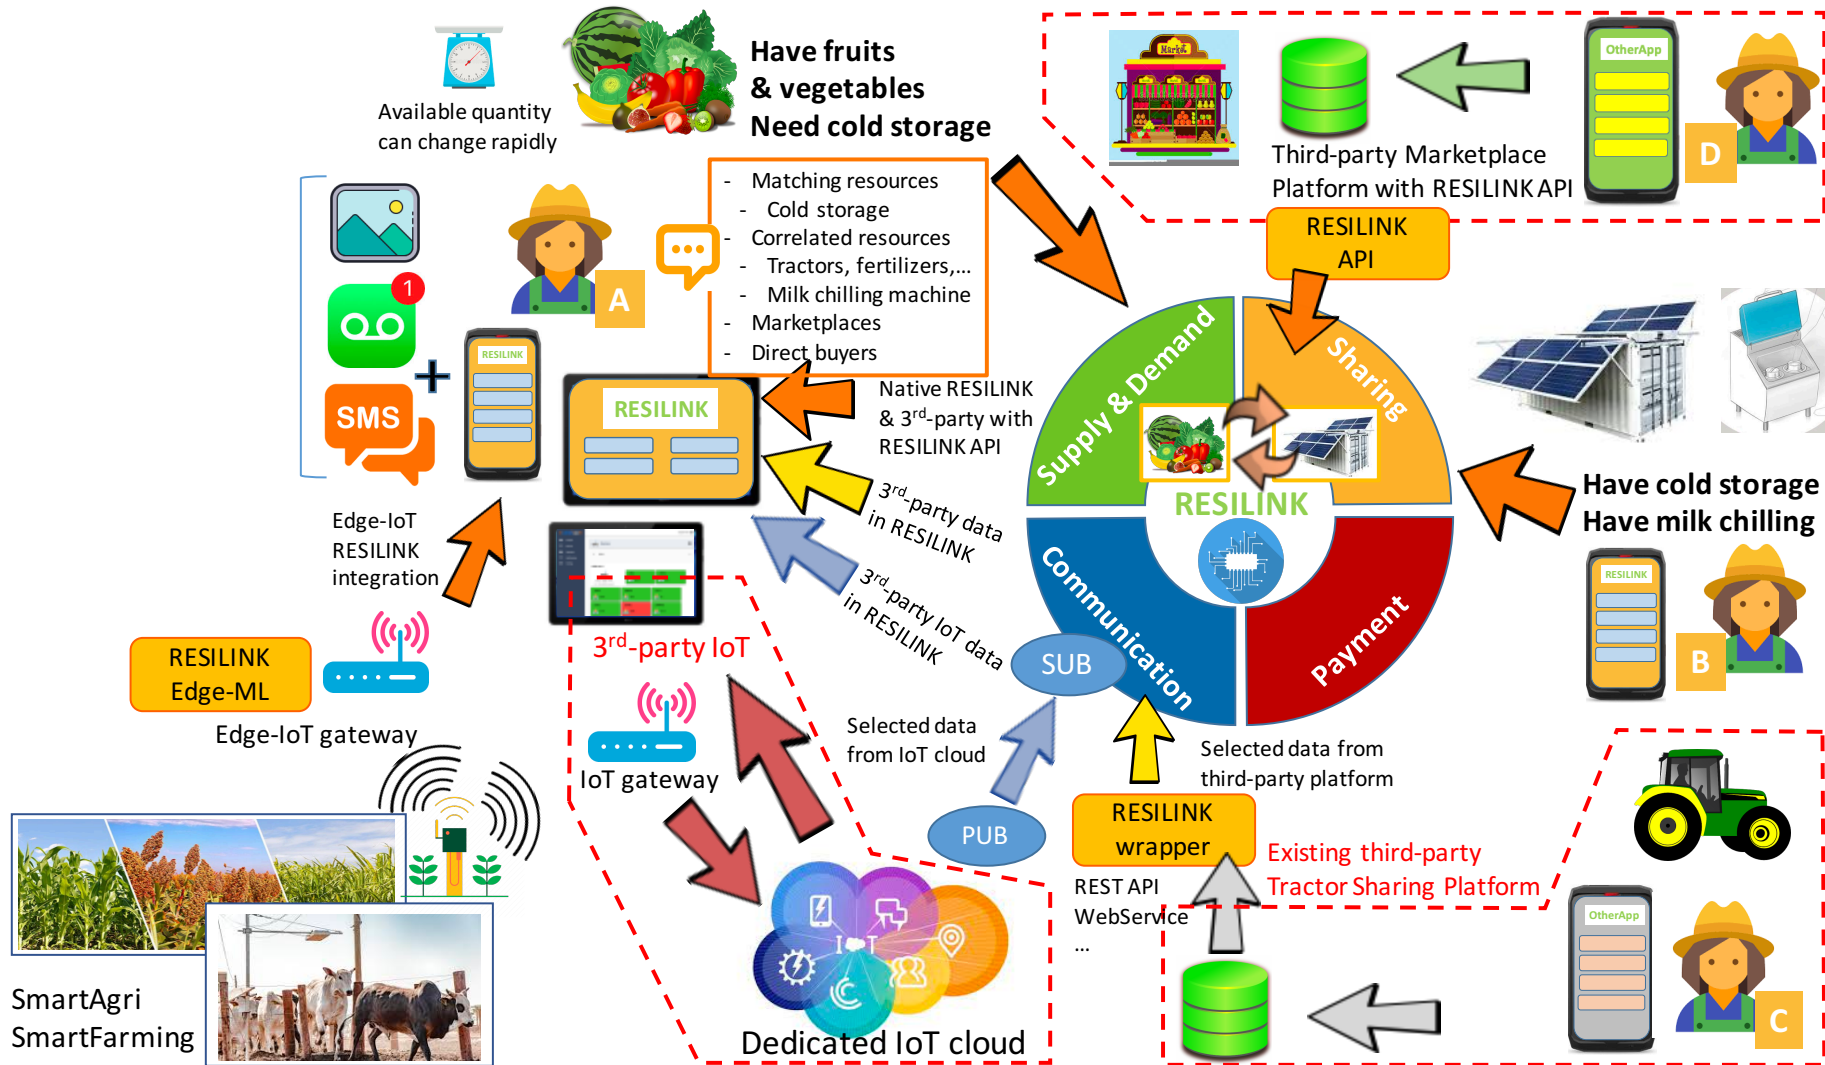 Available quantity
can change rapidly
Have fruits
& vegetables
Need cold storage
Market
Third-party Marketplace
Platform with RESILINK API
OtherApp
D
RESILINK
API
1
SMS
+
RESILINK
A
- Matching resources
- Cold storage
- Correlated resources
- Tractors, fertilizers,...
- Milk chilling machine
- Marketplaces
- Direct buyers
RESILINK
Native RESILINK
& 3rd-party with
RESILINK API
3rd-party data
in RESILINK
3rd-party IoT data
in RESILINK
Supply & Demand
Sharing
Communication
Payment
RESILINK
Have cold storage
Have milk chilling
RESILINK
B
Edge-IoT
RESILINK
integration
RESILINK
Edge-ML
Edge-IoT gateway
3rd-party IoT
IoT gateway
Selected data
from IoT cloud
SUB
PUB
Selected data from
third-party platform
RESILINK
wrapper
REST API
WebService
...
Existing third-party
Tractor Sharing Platform
OtherApp
C
IoT
Dedicated IoT cloud
SmartAgri
SmartFarming